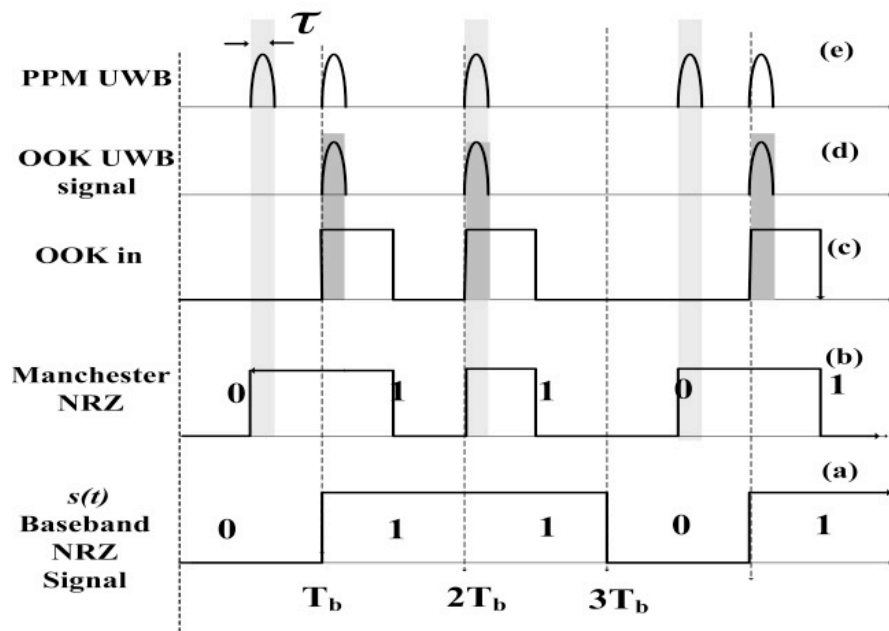 τ
(e)
PPM UWB
OOK UWB
signal
(d)
OOK in
(c)
Manchester
NRZ
(b)
0 1 1 0 1
s(t)
Baseband
NRZ
Signal
(a)
0 1 1 0 1
Tb 2Tb 3Tb